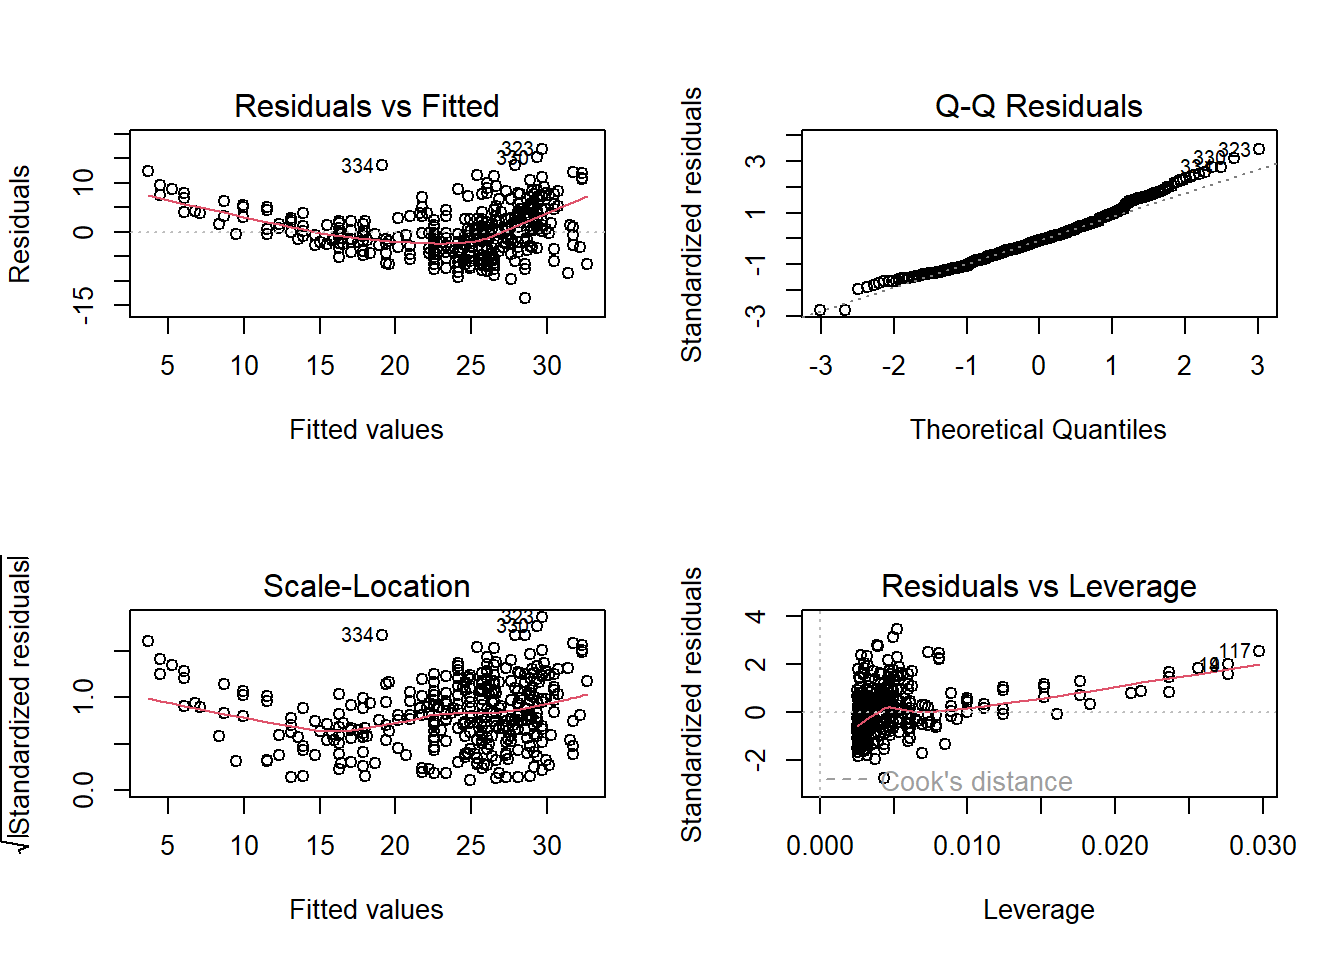 Residuals vs Fitted
Residuals
10
0
-15
323
330
334
5 10 15 20 25 30
Fitted values
Q-Q Residuals
Standardized residuals
3
1
-1
-3
323
330
334
-3 -2 -1 0 1 2 3
Theoretical Quantiles
Scale-Location
√|Standardized residuals|
1.0
0.0
323
330
334
5 10 15 20 25 30
Fitted values
Residuals vs Leverage
Standardized residuals
4
2
0
-2
117
Cook's distance
0.000 0.010 0.020 0.030
Leverage